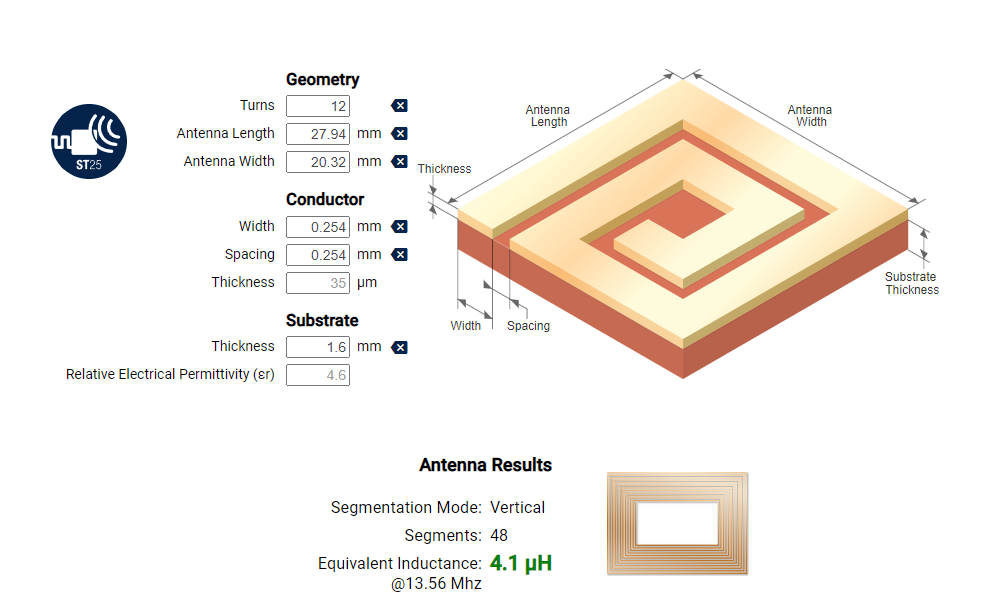 Geometry
Turns 12
Antenna Length 27.94 mm
Antenna Width 20.32 mm
ST25
Conductor
Width 0.254 mm
Spacing 0.254 mm
Thickness 35 µm
Substrate
Thickness 1.6 mm
Relative Electrical Permittivity (εr) 4.6
Antenna
Length
Antenna
Width
Thickness
Substrate
Thickness
Width
Spacing
Antenna Results
Segmentation Mode: Vertical
Segments: 48
Equivalent Inductance: 4.1 µH
@13.56 Mhz